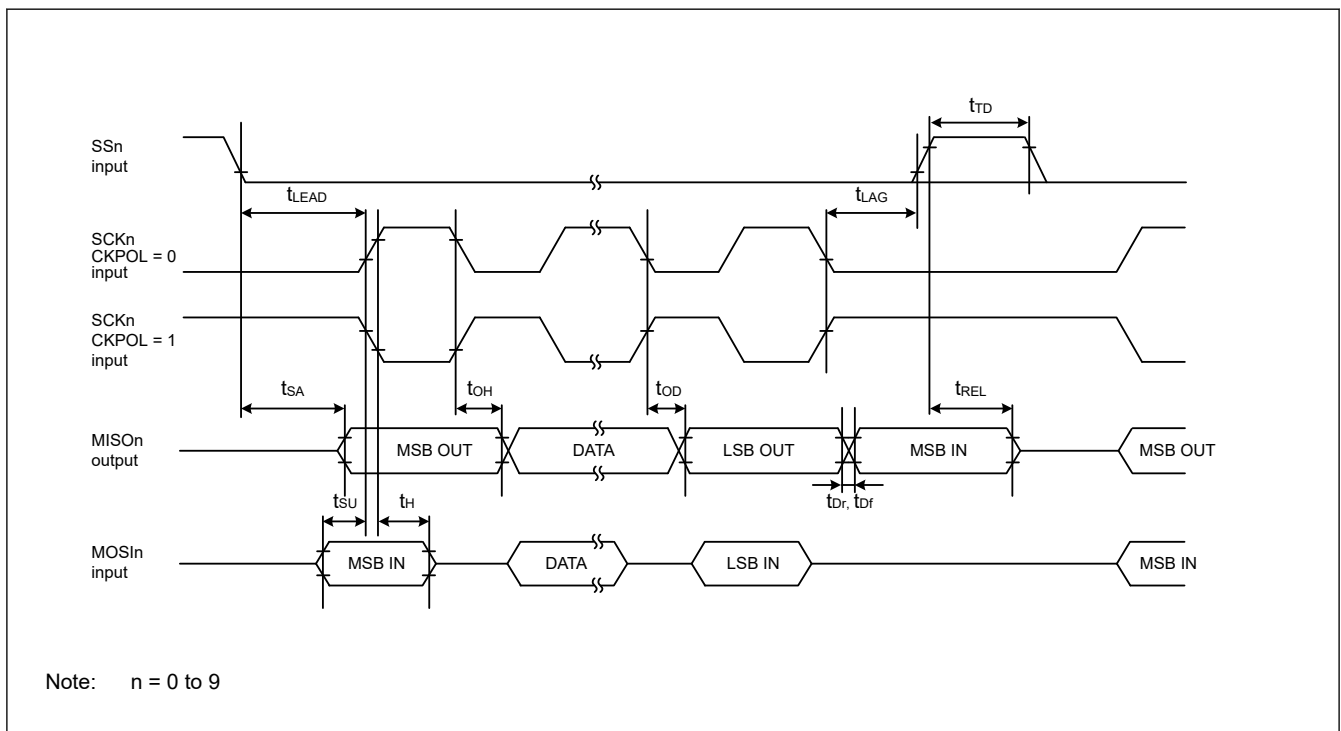 tTD
SSn
input
tLEAD
tLAG
SCKn
CKPOL = 0
input
SCKn
CKPOL = 1
input
tSA
tOH
tOD
tREL
MISOn
output
MSB OUT
DATA
LSB OUT
MSB IN
MSB OUT
tSU
tH
tDr, tDf
MOSIn
input
MSB IN
DATA
LSB IN
MSB IN
Note: n = 0 to 9